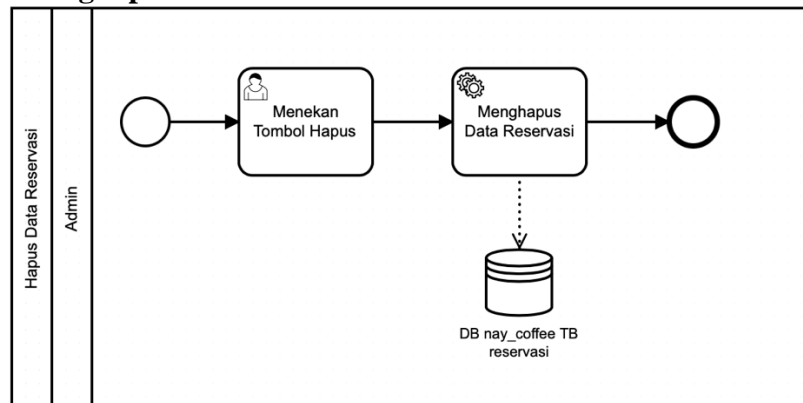 Hapus Data Reservasi
Admin
Menekan
Tombol Hapus
Menghapus
Data Reservasi
DB nay_coffee TB
reservasi